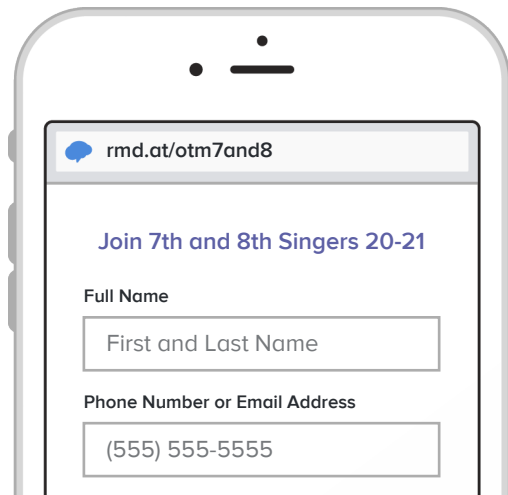 rmd.at/otm7and8
Join 7th and 8th Singers 20-21
Full Name
First and Last Name
Phone Number or Email Address
(555) 555-5555